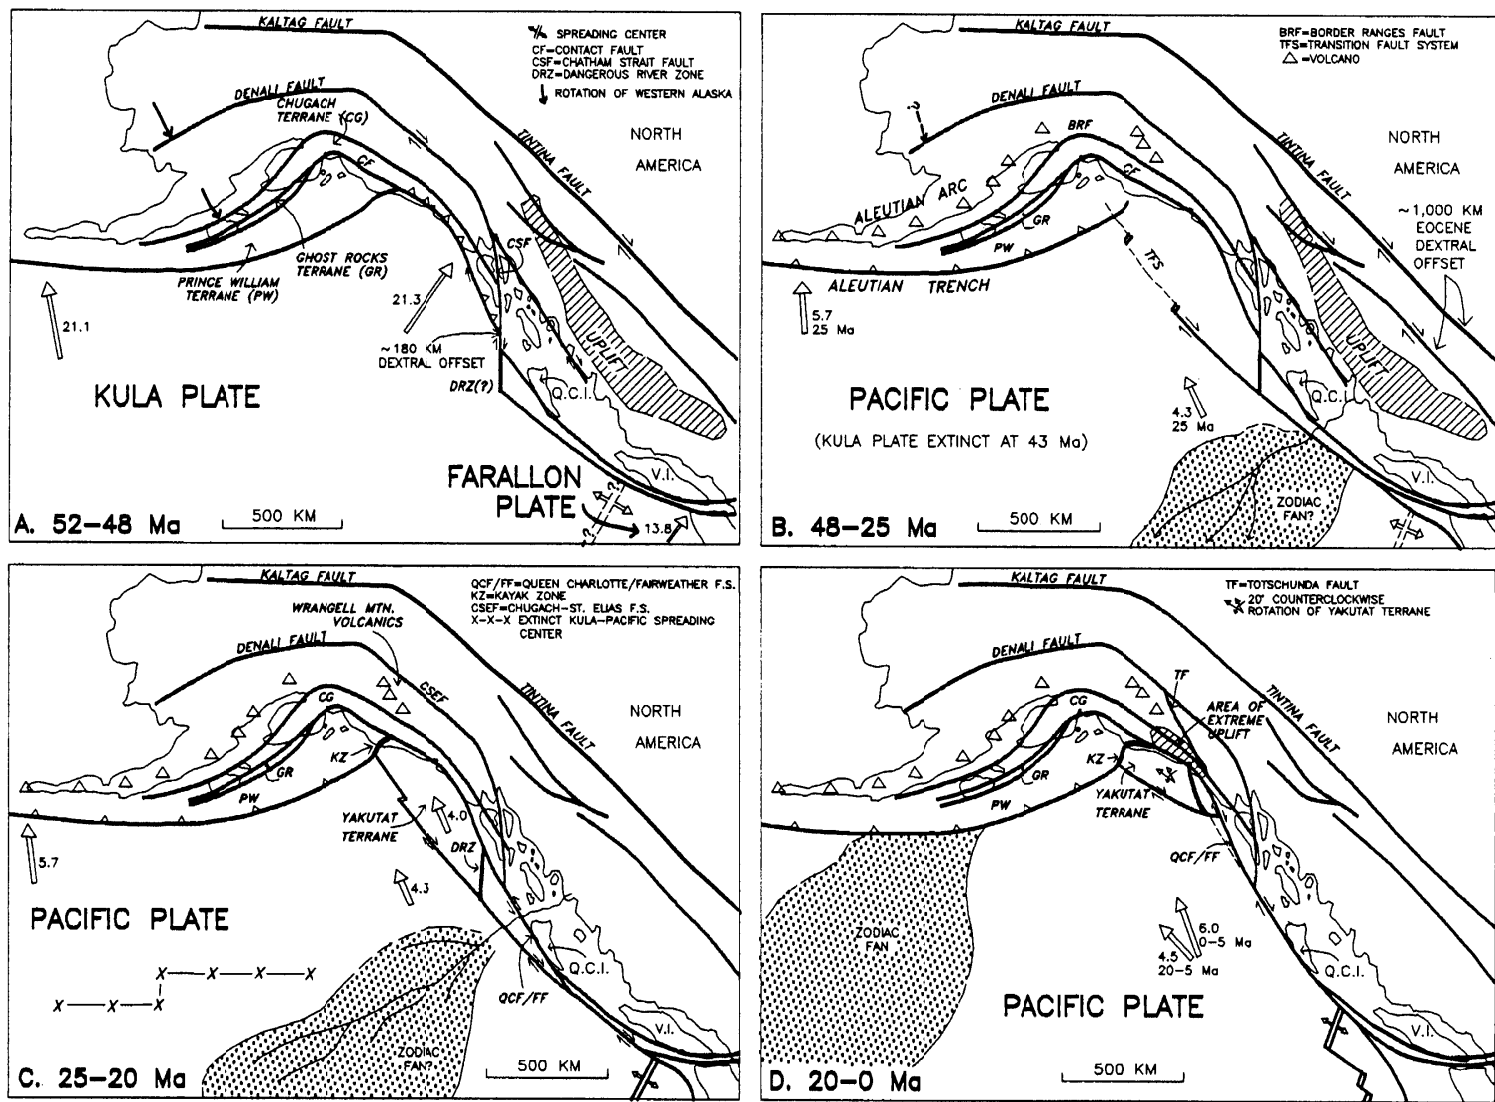 KALTAG FAULT
SPREADING CENTER
CF=CONTACT FAULT
CSF=CHATHAM STRAIT FAULT
DRZ=DANGEROUS RIVER ZONE
ROTATION OF WESTERN ALASKA
DENALI FAULT
CHUGACH
TERRANE (CG)
CF
TINTINA FAULT
NORTH
AMERICA
CSF
GHOST ROCKS
TERRANE (GR)
PRINCE WILLIAM
TERRANE (PW)
21.1
21.3
~180 KM
DEXTRAL OFFSET
DRZ(?)
UPLIFT
Q.C.I.
KULA PLATE
V.I.
FARALLON
PLATE
?
?
13.8
A. 52-48 Ma
500 KM
KALTAG FAULT
BRF=BORDER RANGES FAULT
TFS=TRANSITION FAULT SYSTEM
=VOLCANO
?
DENALI FAULT
BRF
CF
TINTINA FAULT
NORTH
AMERICA
ALEUTIAN ARC
GR
PW
TFS
~1,000 KM
EOCENE
DEXTRAL
OFFSET
ALEUTIAN TRENCH
5.7
25 Ma
UPLIFT
Q.C.I.
PACIFIC PLATE
4.3
25 Ma
(KULA PLATE EXTINCT AT 43 Ma)
V.I.
ZODIAC
FAN?
B. 48-25 Ma
500 KM
KALTAG FAULT
QCF/FF=QUEEN CHARLOTTE/FAIRWEATHER F.S.
KZ=KAYAK ZONE
CSEF=CHUGACH-ST. ELIAS F.S.
X-X-X EXTINCT KULA-PACIFIC SPREADING
CENTER
WRANGELL MTN.
VOLCANICS
DENALI FAULT
CSEF
CG
TINTINA FAULT
NORTH
AMERICA
KZ
GR
PW
YAKUTAT
TERRANE
4.0
DRZ
5.7
4.3
PACIFIC PLATE
X—X—X—X
X—X—X
Q.C.I.
QCF/FF
V.I.
ZODIAC
FAN?
C. 25-20 Ma
500 KM
KALTAG FAULT
TF=TOTSCHUNDA FAULT
20° COUNTERCLOCKWISE
ROTATION OF YAKUTAT TERRANE
DENALI FAULT
TF
CG
AREA OF
EXTREME
UPLIFT
TINTINA FAULT
NORTH
AMERICA
KZ
GR
PW
YAKUTAT
TERRANE
QCF/FF
ZODIAC
FAN
6.0
0-5 Ma
4.5
20-5 Ma
Q.C.I.
PACIFIC PLATE
V.I.
D. 20-0 Ma
500 KM